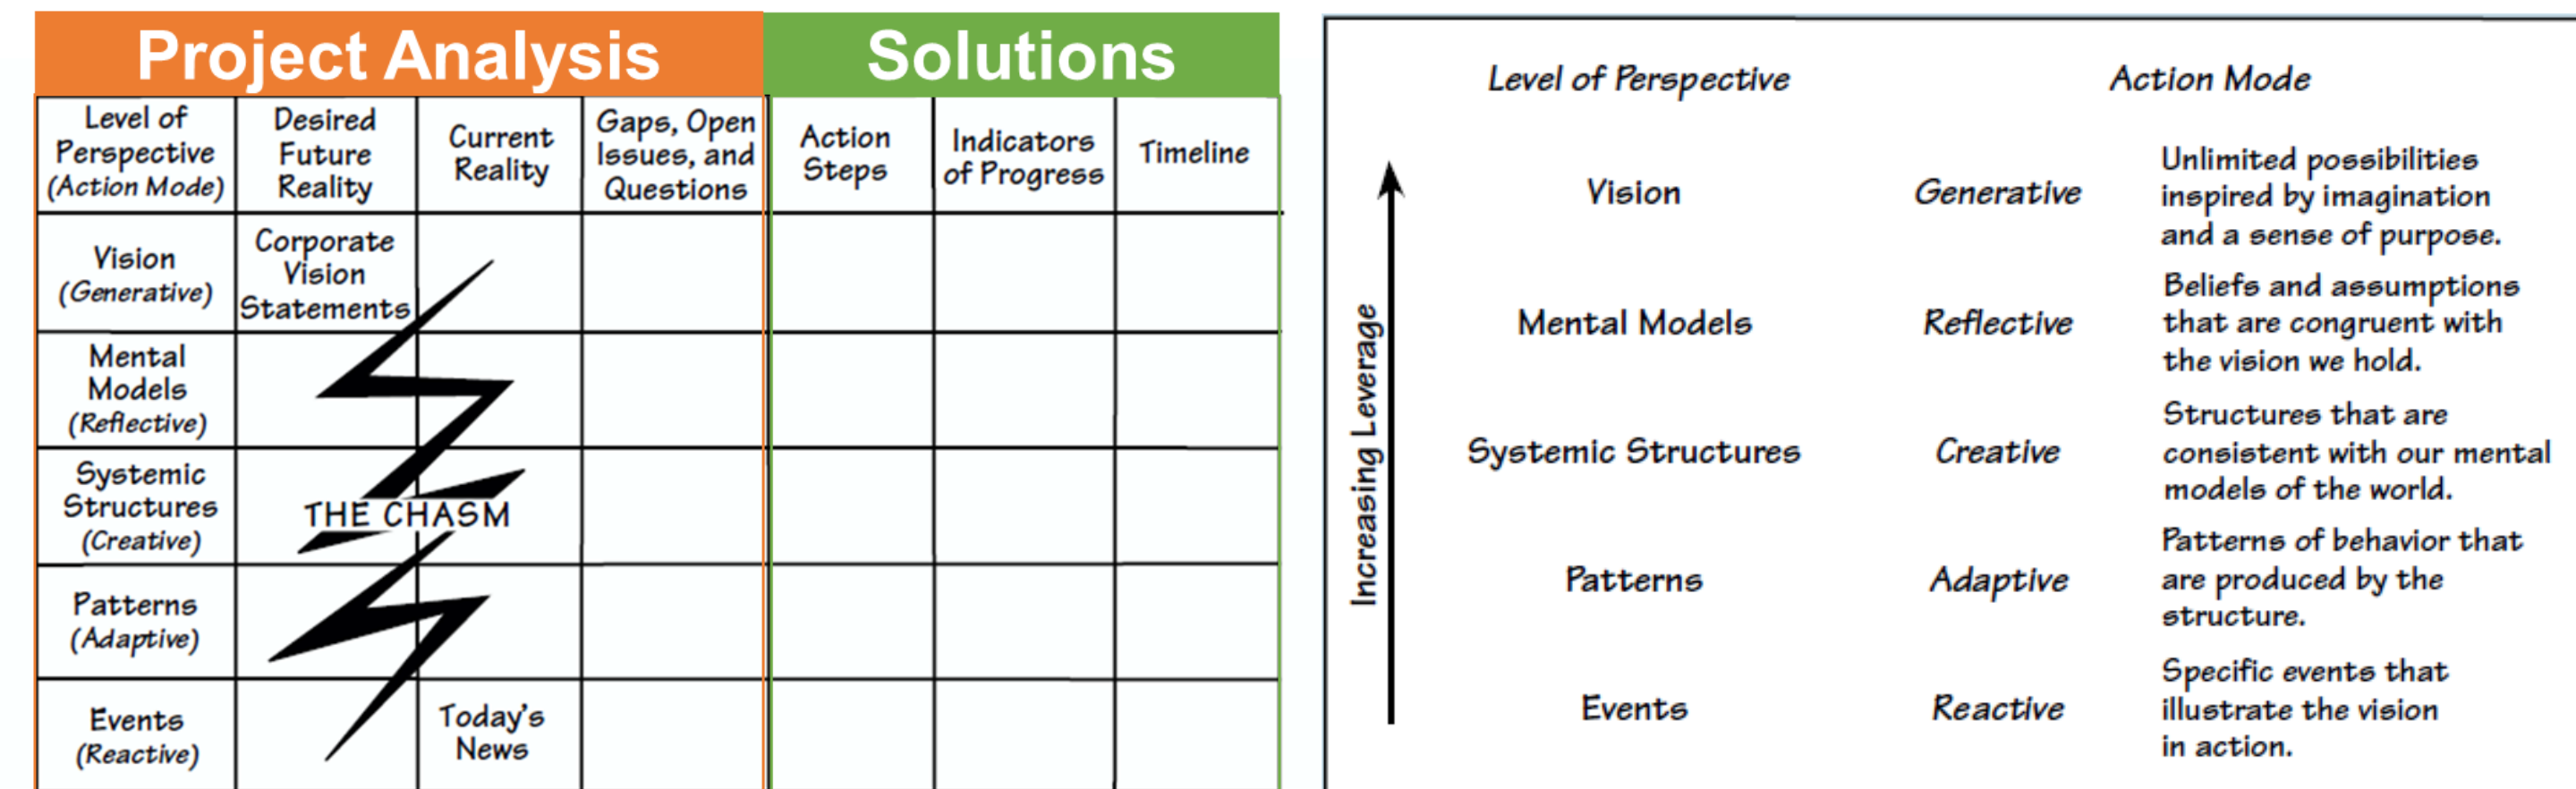 Project Analysis
Solutions
Level of
Perspective
(Action Mode)
Desired
Future
Reality
Current
Reality
Gaps, Open
Issues, and
Questions
Action
Steps
Indicators
of Progress
Timeline
Vision
(Generative)
Corporate
Vision
Statements
Mental
Models
(Reflective)
Systemic
Structures
(Creative)
THE CHASM
Patterns
(Adaptive)
Events
(Reactive)
Today's
News
Level of Perspective
Action Mode
Increasing Leverage
Vision
Generative
Unlimited possibilities
inspired by imagination
and a sense of purpose.
Mental Models
Reflective
Beliefs and assumptions
that are congruent with
the vision we hold.
Systemic Structures
Creative
Structures that are
consistent with our mental
models of the world.
Patterns
Adaptive
Patterns of behavior that
are produced by the
structure.
Events
Reactive
Specific events that
illustrate the vision
in action.